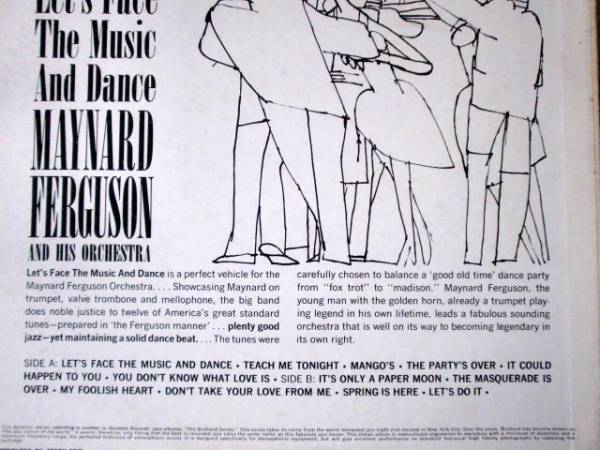 Let's Face
The Music
And Dance
MAYNARD
FERGUSON
AND HIS ORCHESTRA
Let's Face The Music And Dance is a perfect vehicle for the
Maynard Ferguson Orchestra.... Showcasing Maynard on
trumpet, valve trombone and mellophone, the big band
does noble justice to twelve of America's great standard
tunes—prepared in 'the Ferguson manner'... plenty good
jazz—yet maintaining a solid dance beat.... The tunes were
carefully chosen to balance a 'good old time' dance party
from "fox trot" to "madison." Maynard Ferguson, the
young man with the golden horn, already a trumpet play-
ing legend in his own lifetime, leads a fabulous sounding
orchestra that is well on its way to becoming legendary in
its own right.
SIDE A: LET'S FACE THE MUSIC AND DANCE • TEACH ME TONIGHT • MANGO'S • THE PARTY'S OVER • IT COULD
HAPPEN TO YOU • YOU DON'T KNOW WHAT LOVE IS • SIDE B: IT'S ONLY A PAPER MOON • THE MASQUERADE IS
OVER • MY FOOLISH HEART • DON'T TAKE YOUR LOVE FROM ME • SPRING IS HERE • LET'S DO IT •